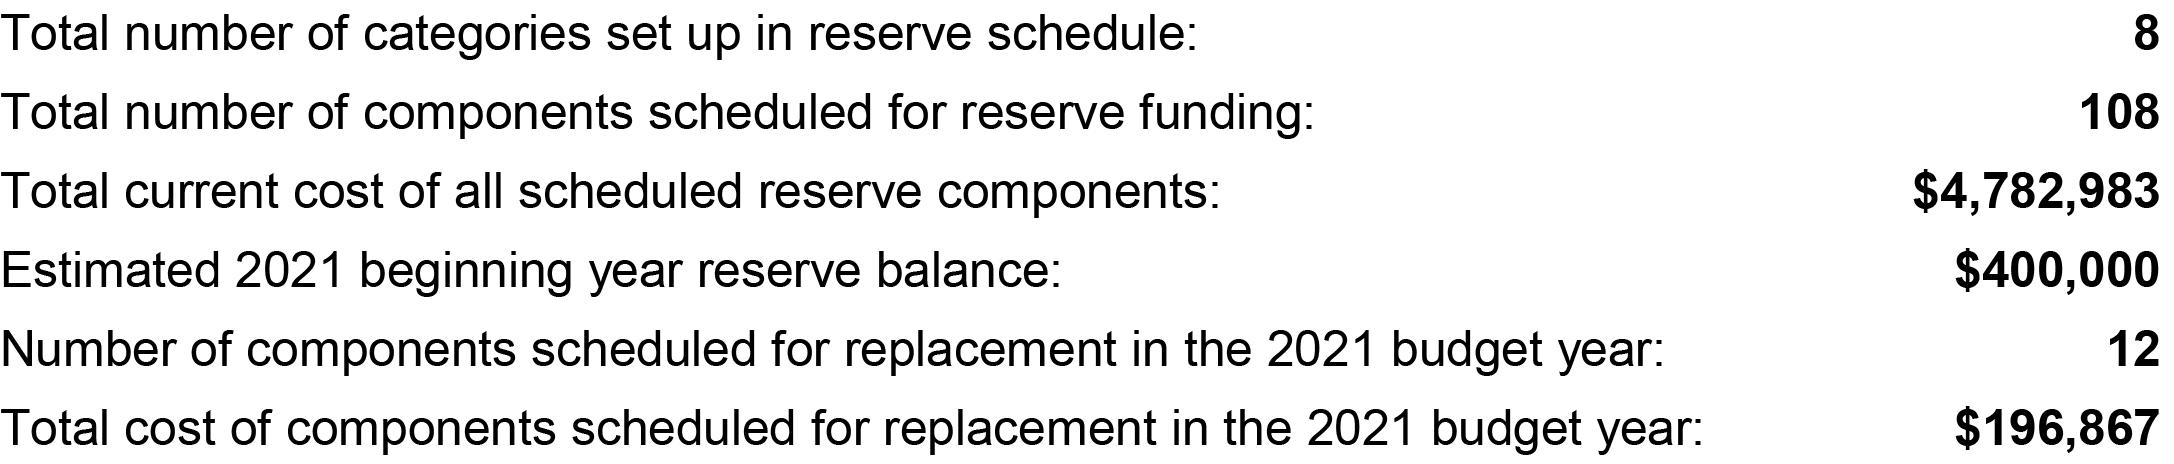 Total number of categories set up in reserve schedule: 8
Total number of components scheduled for reserve funding: 108
Total current cost of all scheduled reserve components: $4,782,983
Estimated 2021 beginning year reserve balance: $400,000
Number of components scheduled for replacement in the 2021 budget year: 12
Total cost of components scheduled for replacement in the 2021 budget year: $196,867